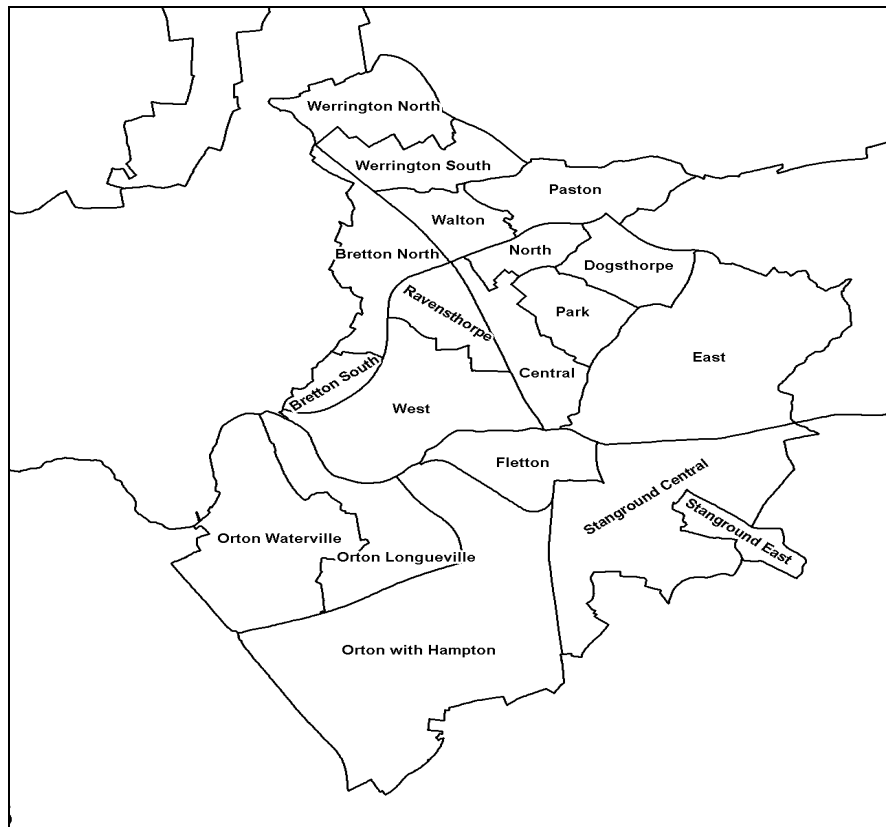 Werrington North
Werrington South
Paston
Walton
Bretton North
North
Dogsthorpe
Ravensthorpe
Park
East
Central
Bretton South
West
Fletton
Stanground Central
Stanground East
Orton Waterville
Orton Longueville
Orton with Hampton